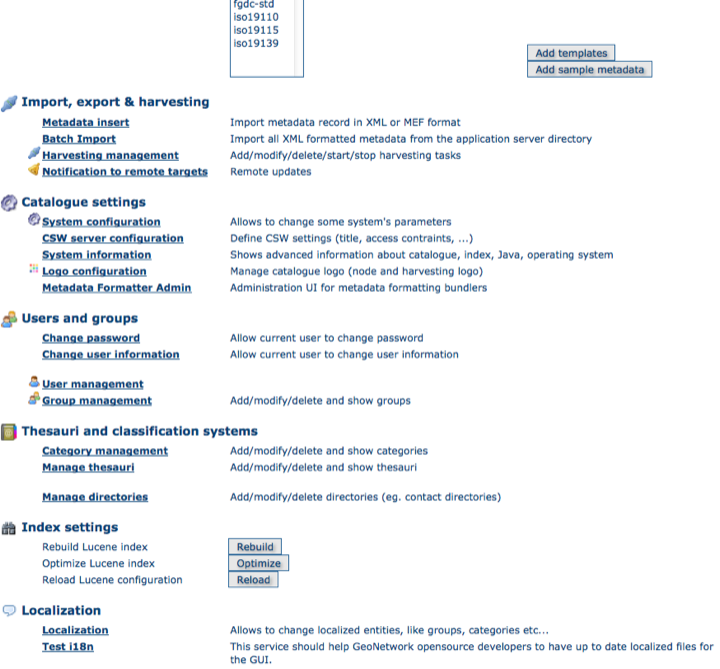 fgdc-std
iso19110
iso19115
iso19139
Add templates
Add sample metadata
Import, export & harvesting
Metadata insert Import metadata record in XML or MEF format
Batch Import Import all XML formatted metadata from the application server directory
Harvesting management Add/modify/delete/start/stop harvesting tasks
Notification to remote targets Remote updates
Catalogue settings
System configuration Allows to change some system's parameters
CSW server configuration Define CSW settings (title, access contraints, ...)
System information Shows advanced information about catalogue, index, Java, operating system
Logo configuration Manage catalogue logo (node and harvesting logo)
Metadata Formatter Admin Administration UI for metadata formatting bundlers
Users and groups
Change password Allow current user to change password
Change user information Allow current user to change user information
User management
Group management Add/modify/delete and show groups
Thesauri and classification systems
Category management Add/modify/delete and show categories
Manage thesauri Add/modify/delete and show thesauri
Manage directories Add/modify/delete directories (eg. contact directories)
Index settings
Rebuild Lucene index Rebuild
Optimize Lucene index Optimize
Reload Lucene configuration Reload
Localization
Localization Allows to change localized entities, like groups, categories etc...
Test i18n This service should help GeoNetwork opensource developers to have up to date localized files for
the GUI.